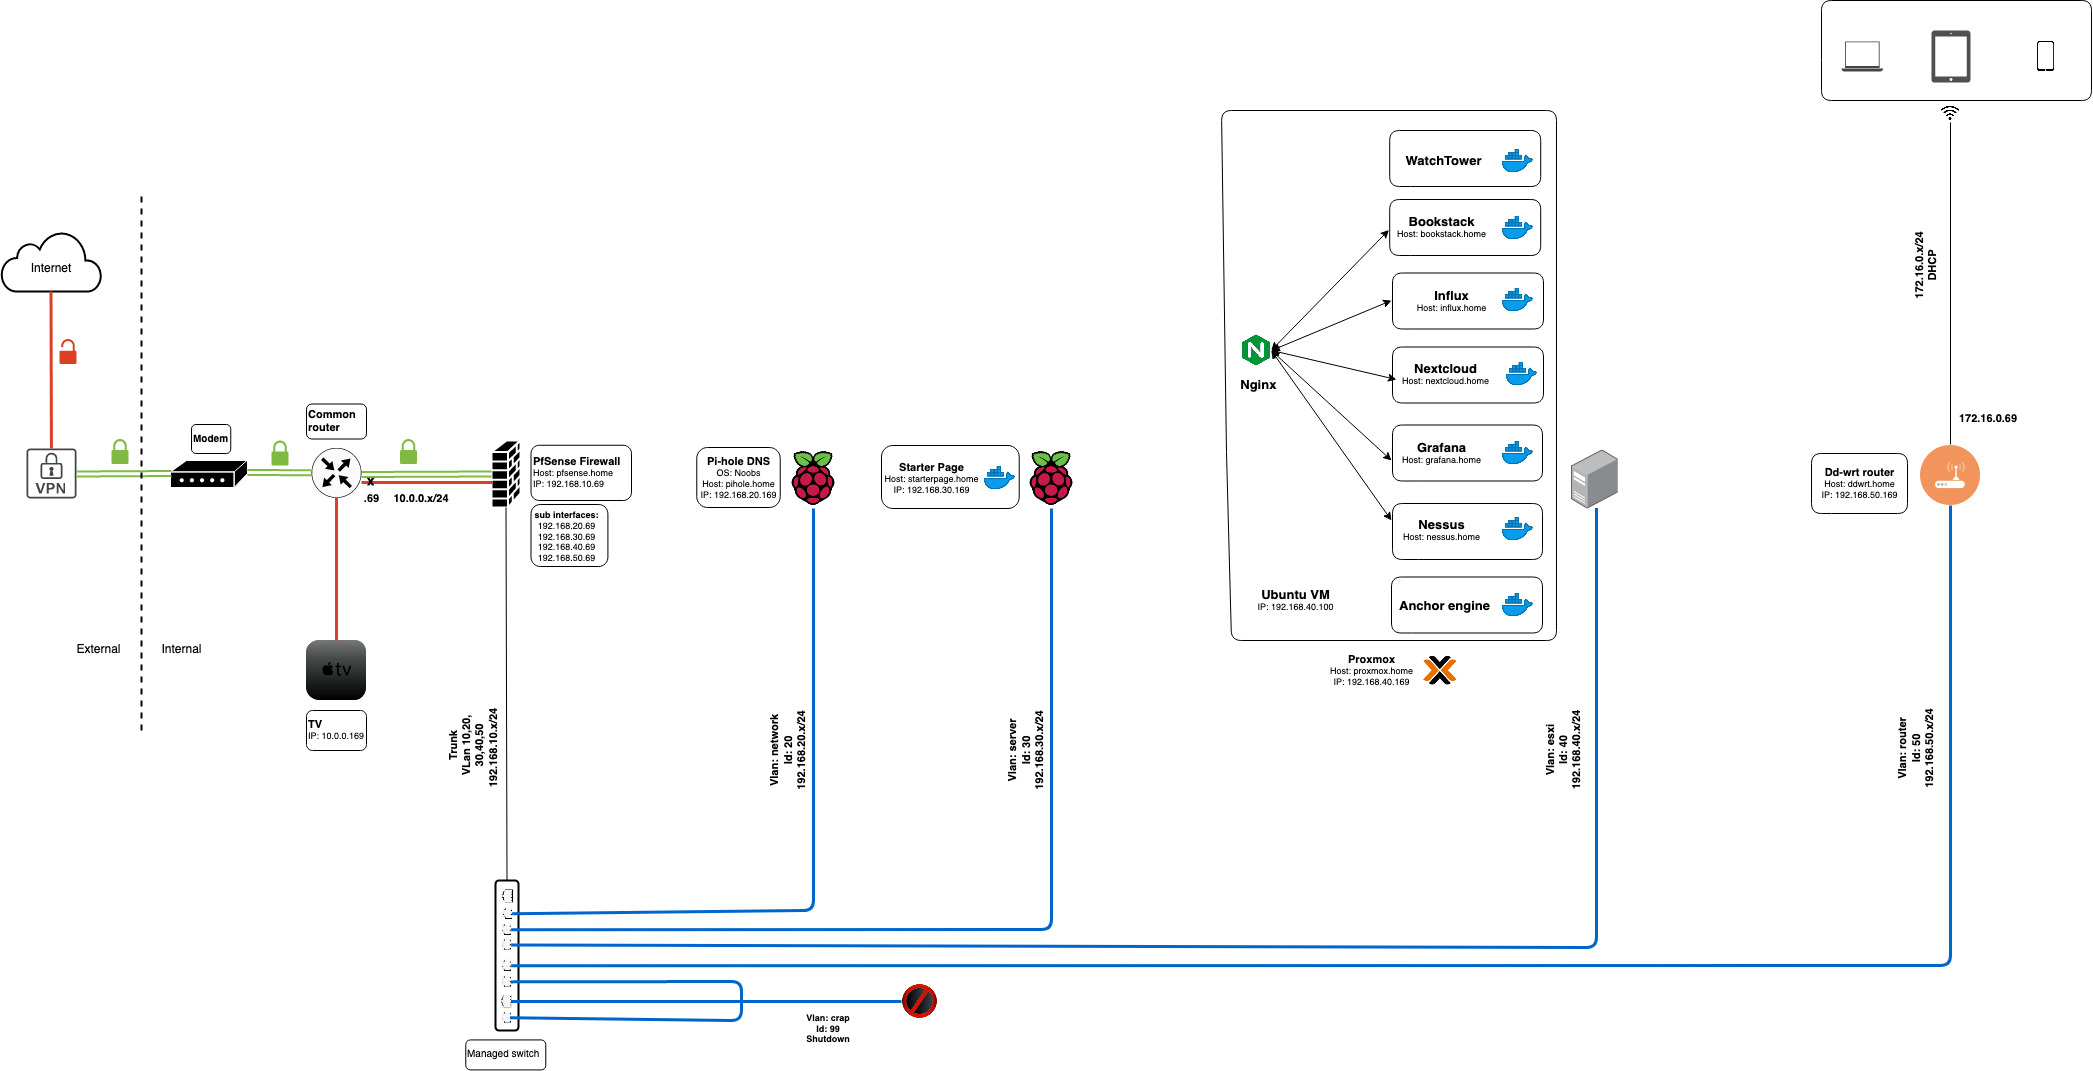 Internet
VPN
External
Internal
Modem
Common
router
x
.69
10.0.0.x/24
tv
TV
IP: 10.0.0.169
PfSense Firewall
Host: pfsense.home
IP: 192.168.10.69
sub interfaces:
192.168.20.69
192.168.30.69
192.168.40.69
192.168.50.69
Trunk
VLan 10,20,
30,40,50
192.168.10.x/24
Managed switch
Pi-hole DNS
OS: Noobs
Host: pihole.home
IP: 192.168.20.169
Vlan: network
Id: 20
192.168.20.x/24
Starter Page
Host: starterpage.home
IP: 192.168.30.169
Vlan: server
Id: 30
192.168.30.x/24
Vlan: crap
Id: 99
Shutdown
N
Nginx
WatchTower
Bookstack
Host: bookstack.home
Influx
Host: influx.home
Nextcloud
Host: nextcloud.home
Grafana
Host: grafana.home
Nessus
Host: nessus.home
Anchor engine
Ubuntu VM
IP: 192.168.40.100
Proxmox
Host: proxmox.home
IP: 192.168.40.169
Vlan: esxi
Id: 40
192.168.40.x/24
172.16.0.x/24
DHCP
172.16.0.69
Dd-wrt router
Host: ddwrt.home
IP: 192.168.50.169
Vlan: router
Id: 50
192.168.50.x/24